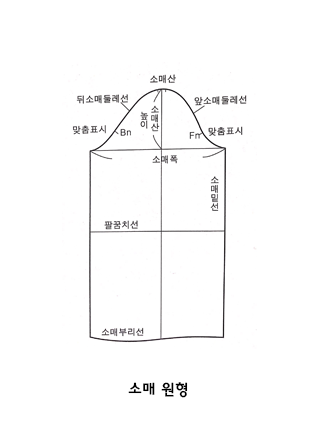 소매산
뒤소매둘레선
앞소매둘레선
소매산
높이
맞춤표시
Bn
Fn
맞춤표시
소매폭
소매밑선
팔꿈치선
소매부리선
소매 원형